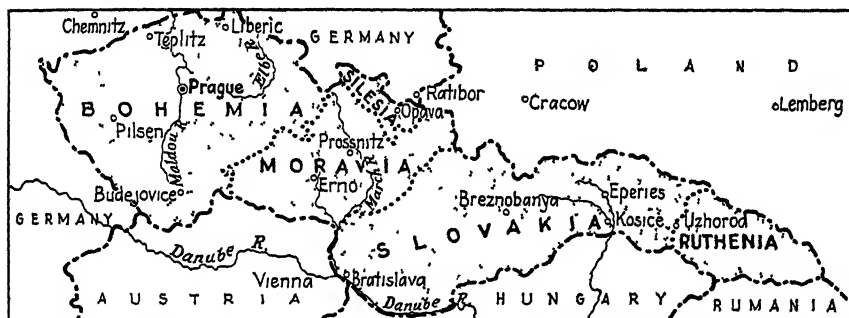 Chemnitz
Teplitz
Liberic
GERMANY
Elbe R.
POLAND
Prague
SILESIA
Ratibor
Cracow
Lemberg
BOHEMIA
Opava
Pilsen
Prossnitz
Maldou R.
MORAVIA
Erno
March R.
Budejovice
Breznobanya
Eperies
GERMANY
Kosice
Uzhorod
SLOVAKIA
RUTHENIA
Danube R.
Vienna
Bratislava
AUSTRIA
Danube R.
HUNGARY
RUMANIA